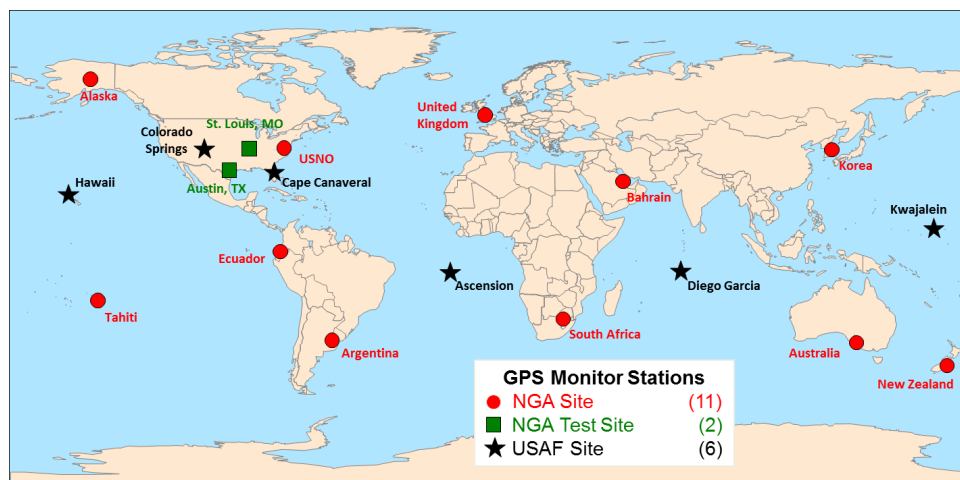 Alaska
United
Kingdom
St. Louis, MO
Colorado
Springs
USNO
Korea
Hawaii
Austin, TX
Cape Canaveral
Bahrain
Kwajalein
Ecuador
Ascension
Diego Garcia
Tahiti
South Africa
Argentina
Australia
New Zealand
GPS Monitor Stations
NGA Site (11)
NGA Test Site (2)
USAF Site (6)